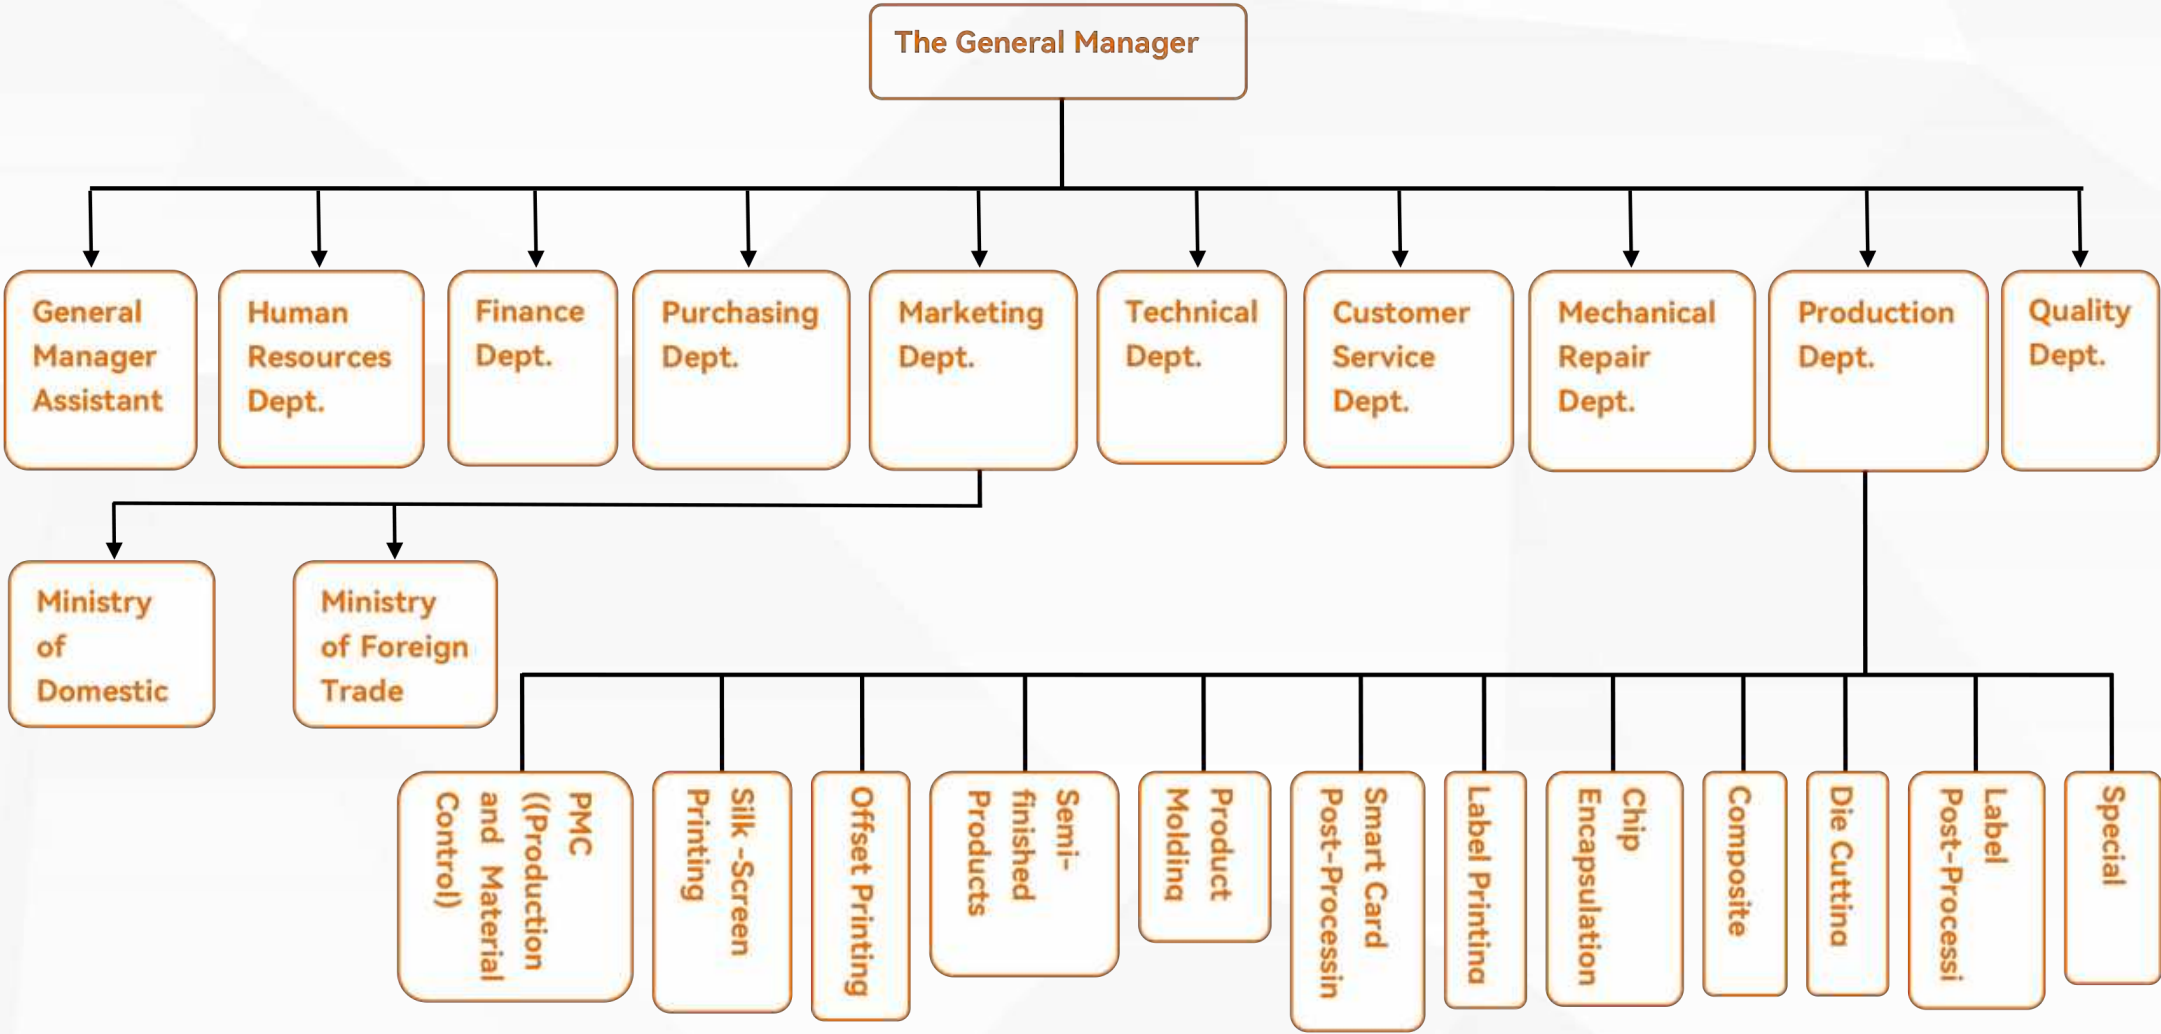 The General Manager
General
Manager
Assistant
Human
Resources
Dept.
Finance
Dept.
Purchasing
Dept.
Marketing
Dept.
Technical
Dept.
Customer
Service
Dept.
Mechanical
Repair
Dept.
Production
Dept.
Quality
Dept.
Ministry
of
Domestic
Ministry
of Foreign
Trade
PMC
((Production
and Material
Control)
Silk -Screen
Printing
Offset Printing
Semi-
finished
Products
Product
Molding
Smart Card
Post-Processin
Label Printing
Chip
Encapsulation
Composite
Die Cutting
Label
Post-Processi
Special